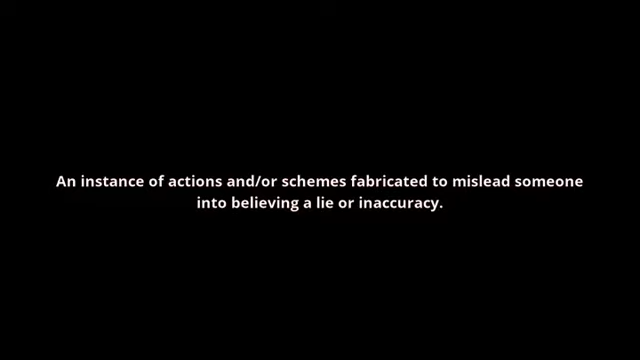 An instance of actions and/or schemes fabricated to mislead someone
into believing a lie or inaccuracy.